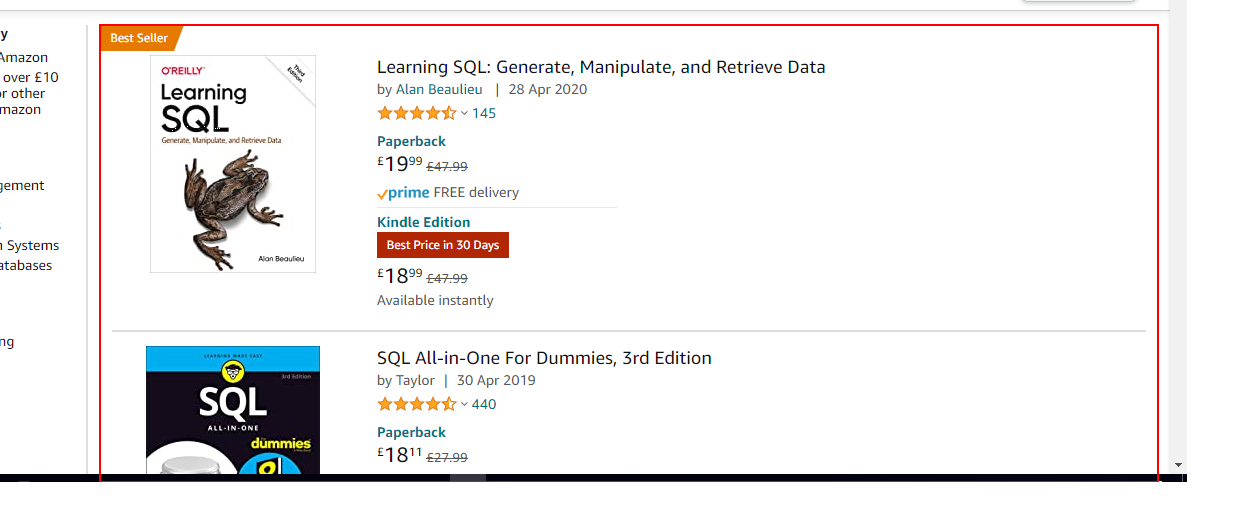 y
Amazon
over £10
or other
mazon
gement
n Systems
atabases
ng
Best Seller
O'REILLY
Third Edition
Learning
SQL
Generate, Manipulate, and Retrieve Data
Alan Beaulieu
Learning SQL: Generate, Manipulate, and Retrieve Data
by Alan Beaulieu | 28 Apr 2020
145
Paperback
£19.99 £47.99
prime FREE delivery
Kindle Edition
Best Price in 30 Days
£18.99 £47.99
Available instantly
LEARNING MADE EASY
3rd Edition
SQL
ALL-IN-ONE
dummies
SQL All-in-One For Dummies, 3rd Edition
by Taylor | 30 Apr 2019
440
Paperback
£18.11 £27.99